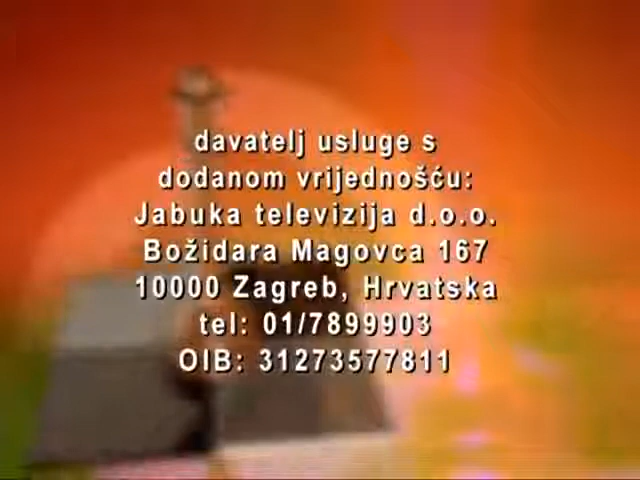 davatelj usluge s
dodanom vrijednošću:
Jabuka televizija d.o.o.
Božidara Magovca 167
10000 Zagreb, Hrvatska
tel: 01/7899903
OIB: 31273577811